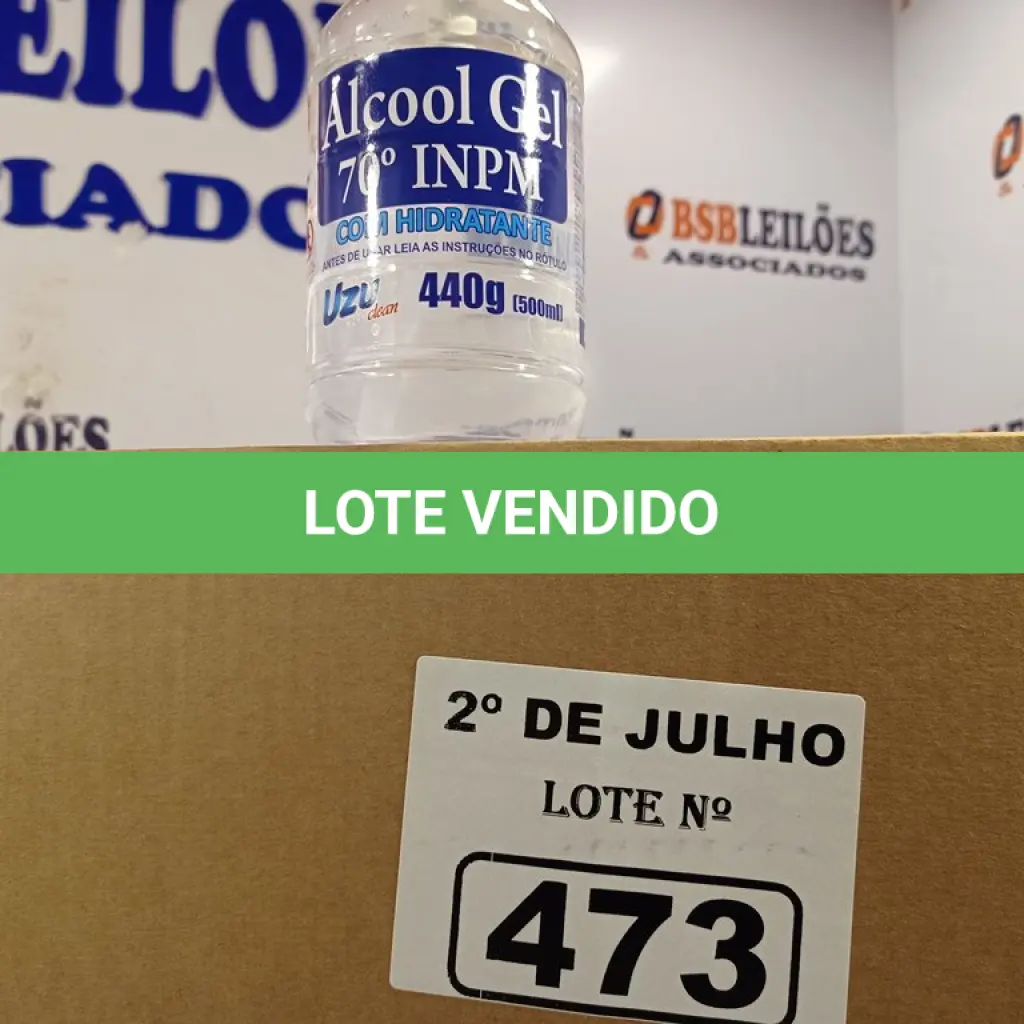 EILÕ
IADO
Álcool Gel
70º INPM
COM HIDRATANTE
ANTES DE USAR LEIA AS INSTRUÇÕES NO RÓTULO
Uzu clean 440g (500ml)
BSBLEILÕES
& ASSOCIADOS
LÕES
LOTE VENDIDO
2º DE JULHO
LOTE Nº
473